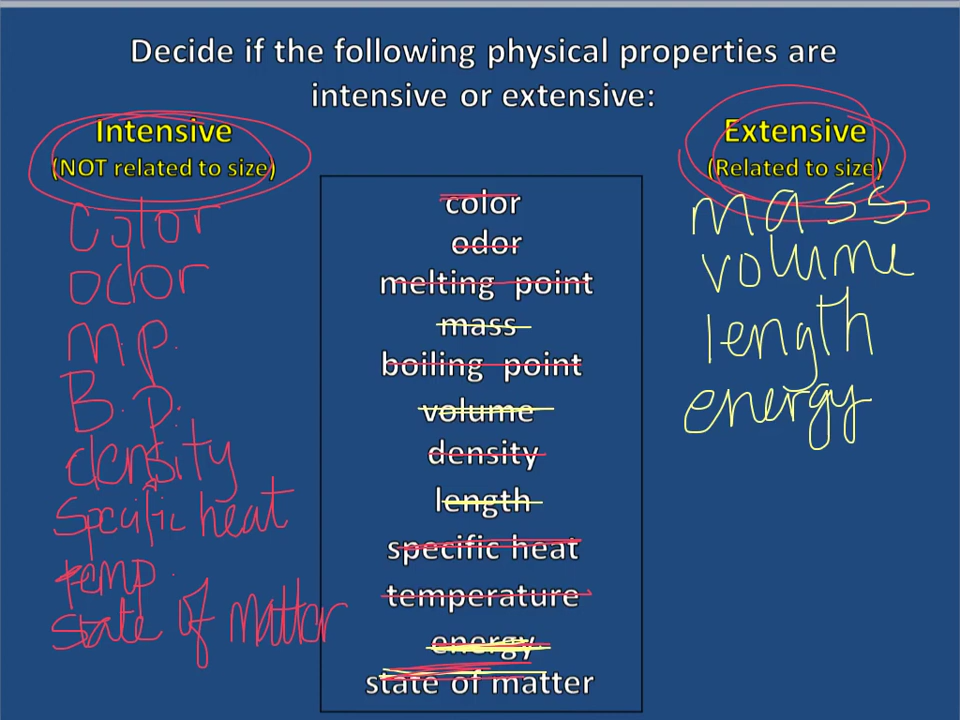 Decide if the following physical properties are
intensive or extensive:
Intensive
(NOT related to size)
color
odor
m.p.
B.p.
density
specific heat
temp.
state of matter
color
odor
melting point
mass
boiling point
volume
density
length
specific heat
temperature
energy
state of matter
Extensive
(Related to size)
mass
volume
length
energy